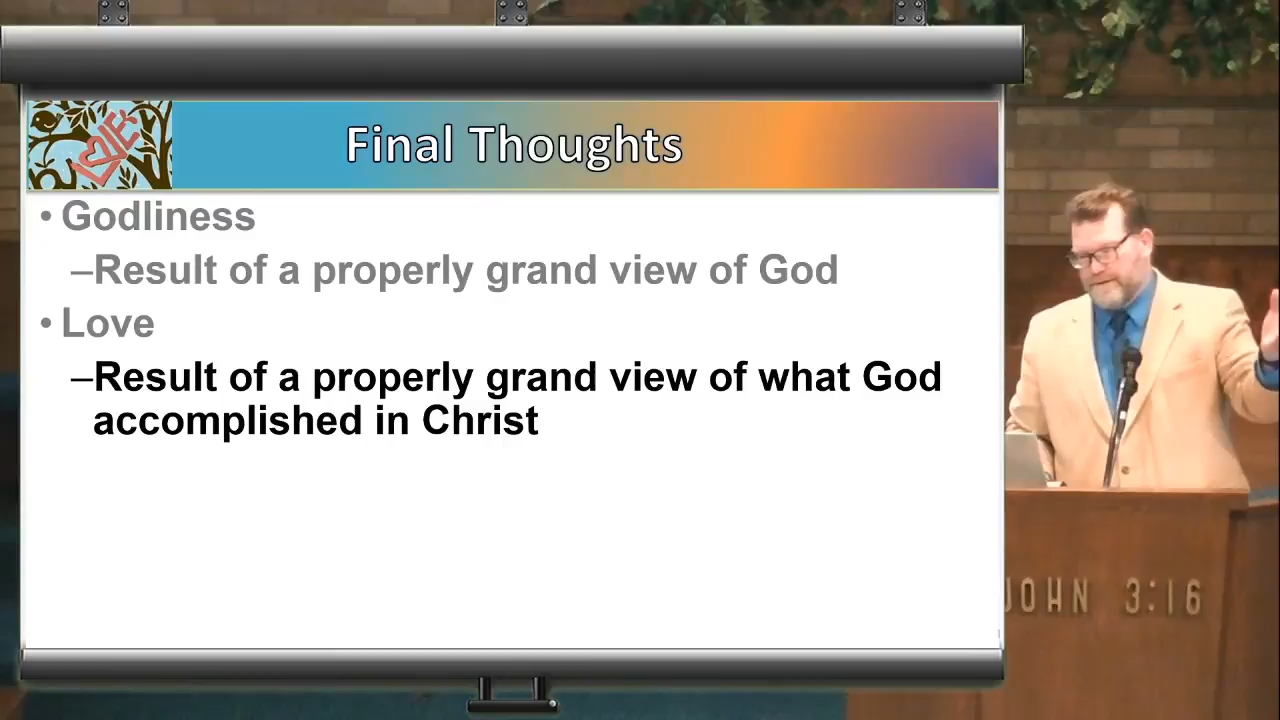 LOVE
Final Thoughts
• Godliness
–Result of a properly grand view of God
• Love
–Result of a properly grand view of what God
accomplished in Christ
JOHN 3:16